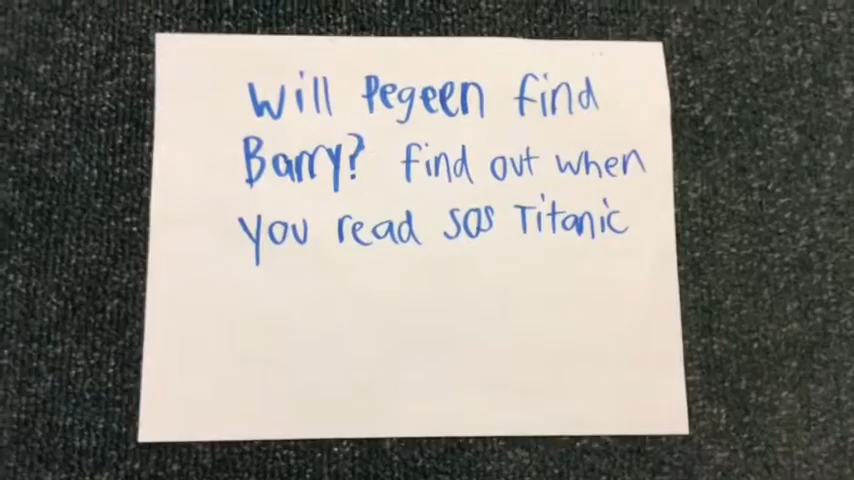 Will Pegeen find
Barry? find out when
you read SOS Titanic